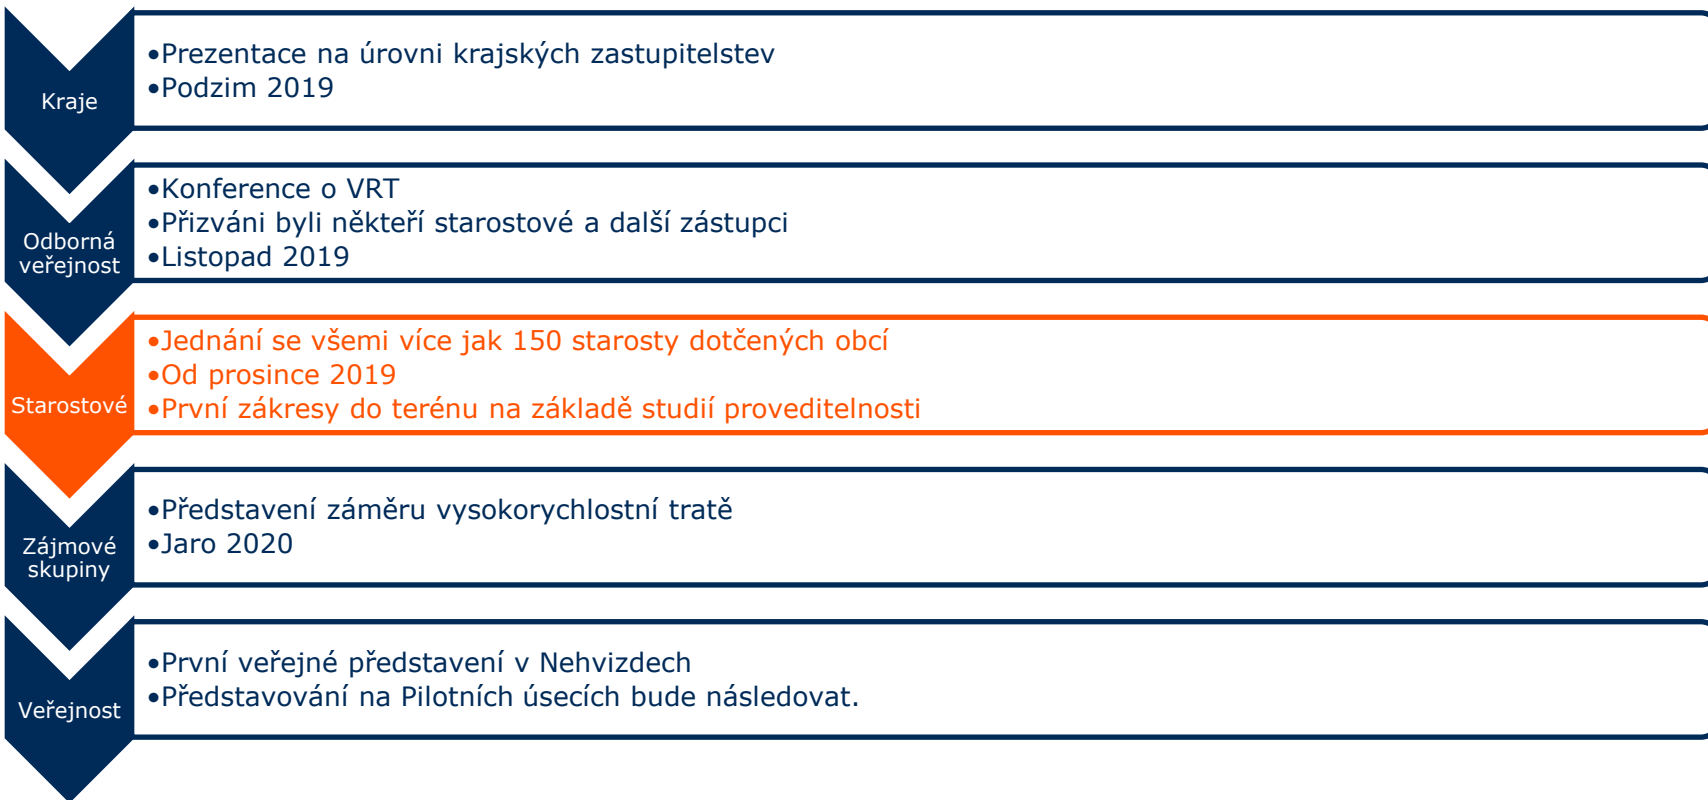 Kraje
•Prezentace na úrovni krajských zastupitelstev
•Podzim 2019
Odborná
veřejnost
•Konference o VRT
•Přizváni byli někteří starostové a další zástupci
•Listopad 2019
Starostové
•Jednání se všemi více jak 150 starosty dotčených obcí
•Od prosince 2019
•První zákresy do terénu na základě studií proveditelnosti
Zájmové
skupiny
•Představení záměru vysokorychlostní tratě
•Jaro 2020
Veřejnost
•První veřejné představení v Nehvizdech
•Představování na Pilotních úsecích bude následovat.